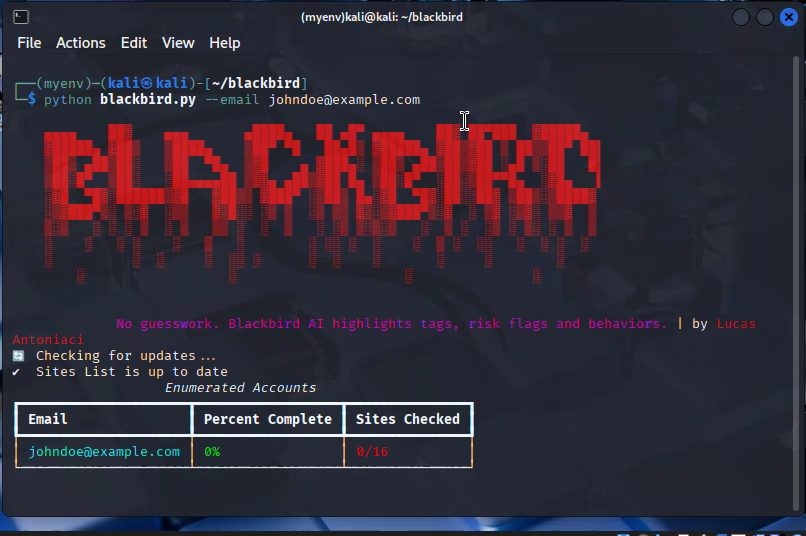 (myenv)kali@kali: ~/blackbird
File Actions Edit View Help
┌──(myenv)─(kali㉿kali)-[~/blackbird]
└─$ python blackbird.py --email johndoe@example.com
BLACKBIRD
No guesswork. Blackbird AI highlights tags, risk flags and behaviors. | by Lucas
Antoniaci
🔄 Checking for updates...
✔ Sites List is up to date
Enumerated Accounts
Email Percent Complete Sites Checked
johndoe@example.com 0% 0/16